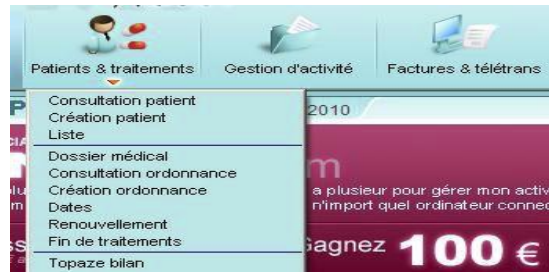 Patients & traitements
Gestion d'activité
Factures & télétrans
Consultation patient
Création patient
Liste
Dossier médical
Consultation ordonnance
Création ordonnance
Dates
Renouvellement
Fin de traitements
Topaze bilan
2010
m
a plusieur pour gérer mon activ
n'import quel ordinateur connec
Gagnez 100 €